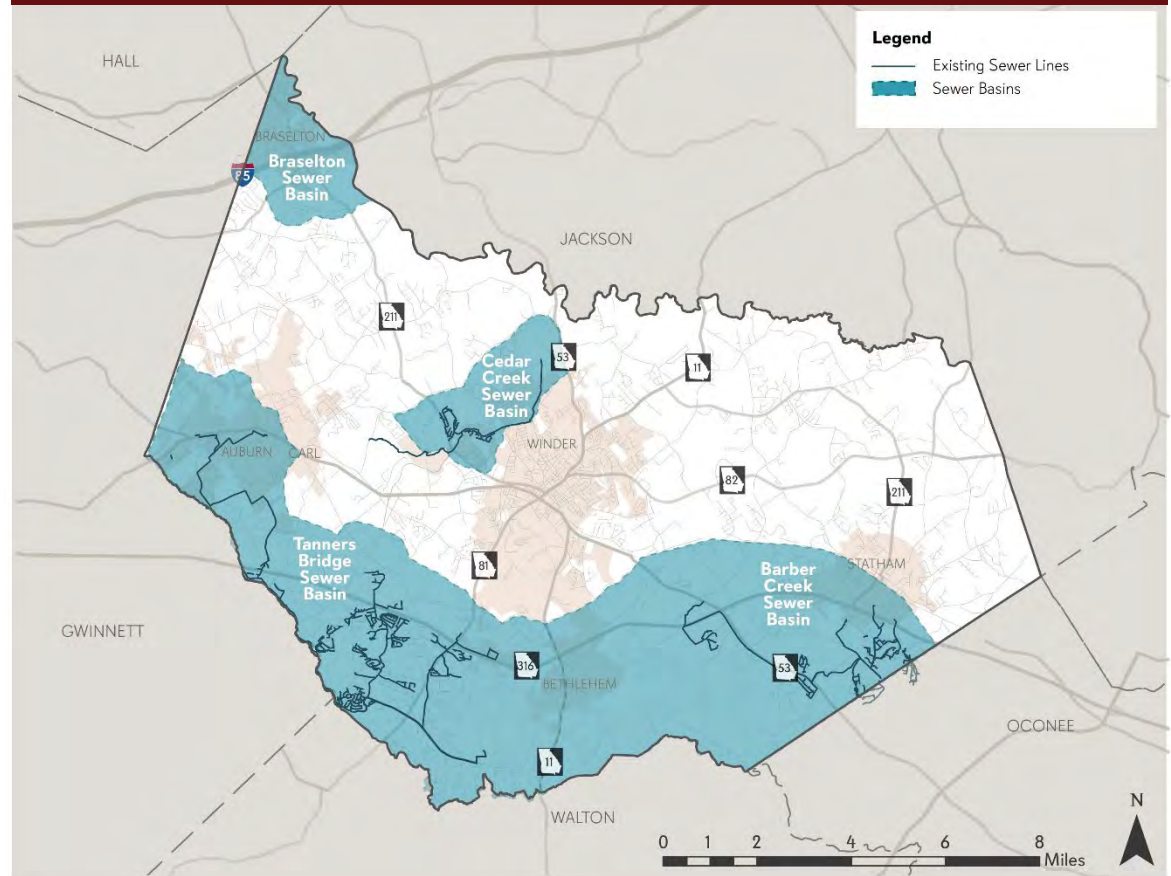 Legend
Existing Sewer Lines
Sewer Basins
HALL
BRASELTON
85
Braselton
Sewer
Basin
JACKSON
211
53
11
Cedar
Creek
Sewer
Basin
WINDER
AUBURN
CARL
82
211
Tanners
Bridge
Sewer
Basin
81
Barber
Creek
Sewer
Basin
STATHAM
GWINNETT
316
BETHLEHEM
53
OCONEE
11
WALTON
N
0 1 2 4 6 8
Miles